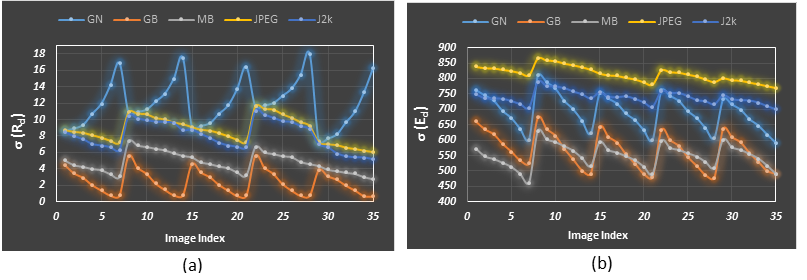 GN GB MB JPEG J2k
18
16
14
12
10
8
6
4
2
0
σ (Rd)
0 5 10 15 20 25 30 35
Image Index
(a)
GN GB MB JPEG J2k
900
850
800
750
700
650
600
550
500
450
400
σ (Ed)
0 5 10 15 20 25 30 35
Image Index
(b)